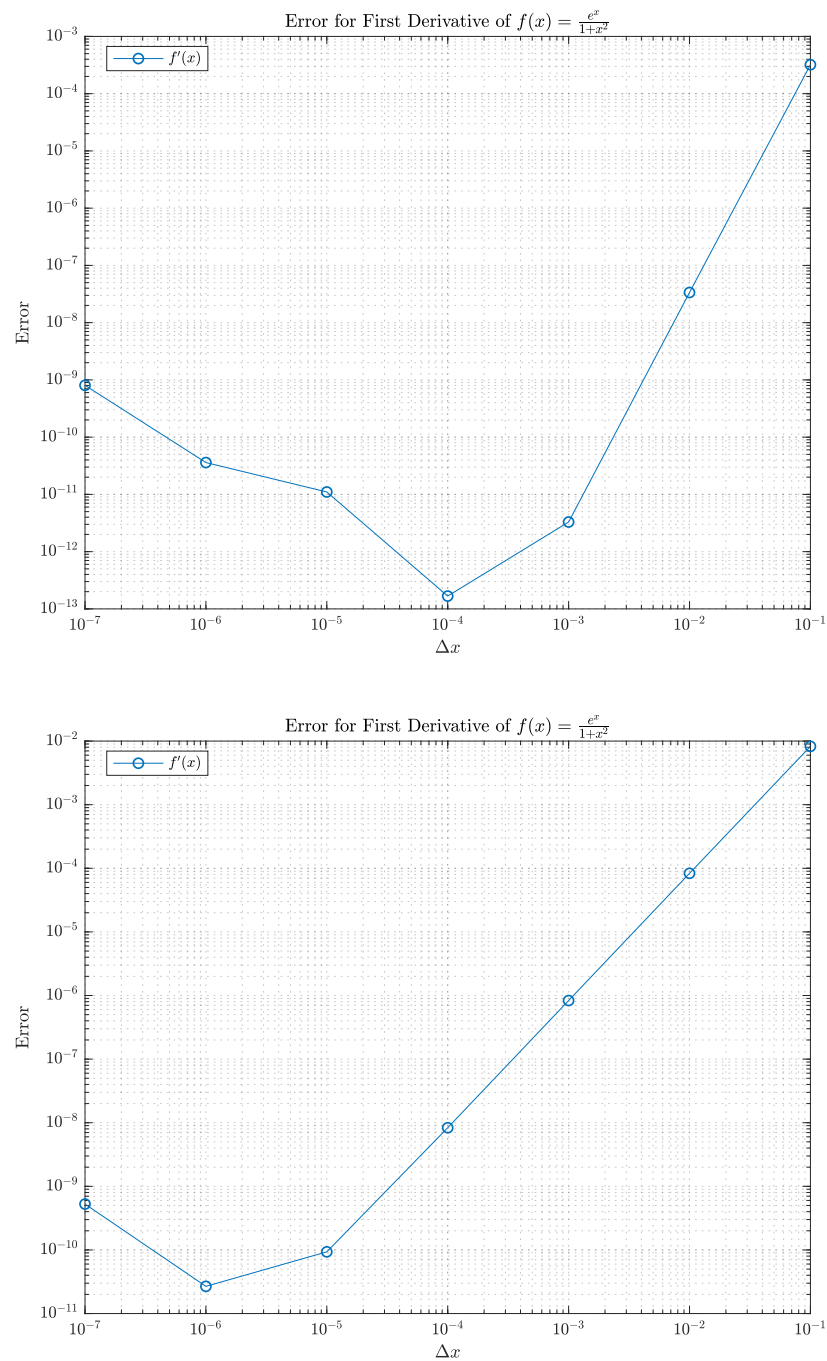 Error for First Derivative of $f(x) = \frac{e^x}{1+x^2}$
$f'(x)$
$10^{-3}$
$10^{-4}$
$10^{-5}$
$10^{-6}$
$10^{-7}$
$10^{-8}$
$10^{-9}$
$10^{-10}$
$10^{-11}$
$10^{-12}$
$10^{-13}$
Error
$10^{-7}$ $10^{-6}$ $10^{-5}$ $10^{-4}$ $10^{-3}$ $10^{-2}$ $10^{-1}$
$\Delta x$
Error for First Derivative of $f(x) = \frac{e^x}{1+x^2}$
$f'(x)$
$10^{-2}$
$10^{-3}$
$10^{-4}$
$10^{-5}$
$10^{-6}$
$10^{-7}$
$10^{-8}$
$10^{-9}$
$10^{-10}$
$10^{-11}$
Error
$10^{-7}$ $10^{-6}$ $10^{-5}$ $10^{-4}$ $10^{-3}$ $10^{-2}$ $10^{-1}$
$\Delta x$